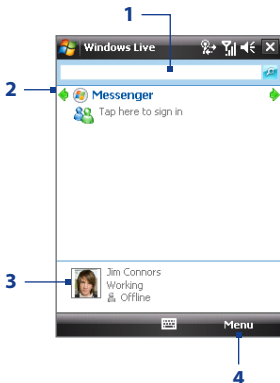 1
Windows Live
2
Messenger
Tap here to sign in
3
Jim Connors
Working
Offline
Menu
4